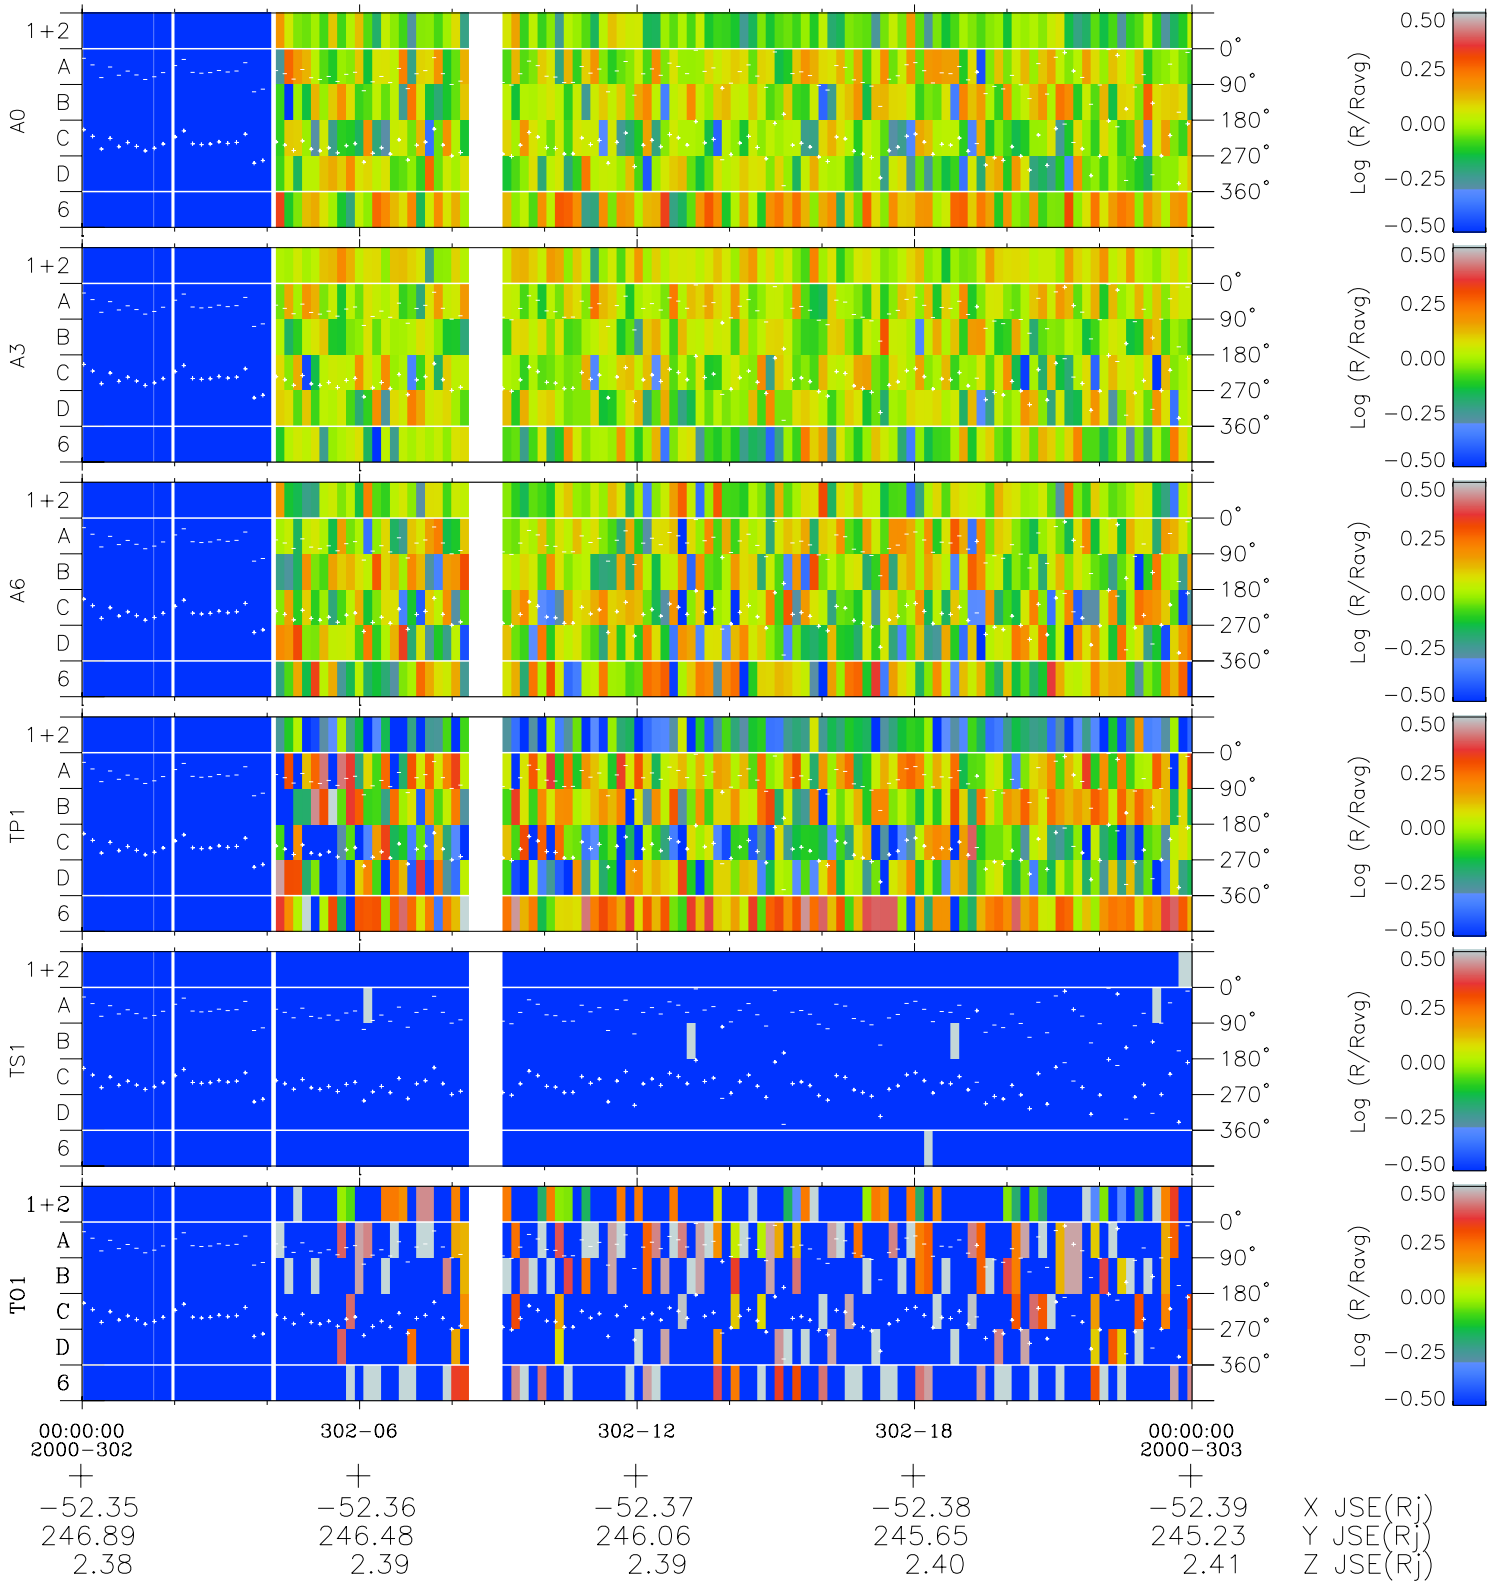 A0
1+2
A
B
C
D
6
0°
90°
180°
270°
360°
Log (R/Ravg)
0.50
0.25
0.00
-0.25
-0.50
A3
1+2
A
B
C
D
6
0°
90°
180°
270°
360°
Log (R/Ravg)
0.50
0.25
0.00
-0.25
-0.50
A6
1+2
A
B
C
D
6
0°
90°
180°
270°
360°
Log (R/Ravg)
0.50
0.25
0.00
-0.25
-0.50
TP1
1+2
A
B
C
D
6
0°
90°
180°
270°
360°
Log (R/Ravg)
0.50
0.25
0.00
-0.25
-0.50
TS1
1+2
A
B
C
D
6
0°
90°
180°
270°
360°
Log (R/Ravg)
0.50
0.25
0.00
-0.25
-0.50
TO1
1+2
A
B
C
D
6
0°
90°
180°
270°
360°
Log (R/Ravg)
0.50
0.25
0.00
-0.25
-0.50
00:00:00 302-06 302-12 302-18 00:00:00
2000-302 2000-303
-52.35 -52.36 -52.37 -52.38 -52.39 X JSE(Rj)
246.89 246.48 246.06 245.65 245.23 Y JSE(Rj)
2.38 2.39 2.39 2.40 2.41 Z JSE(Rj)